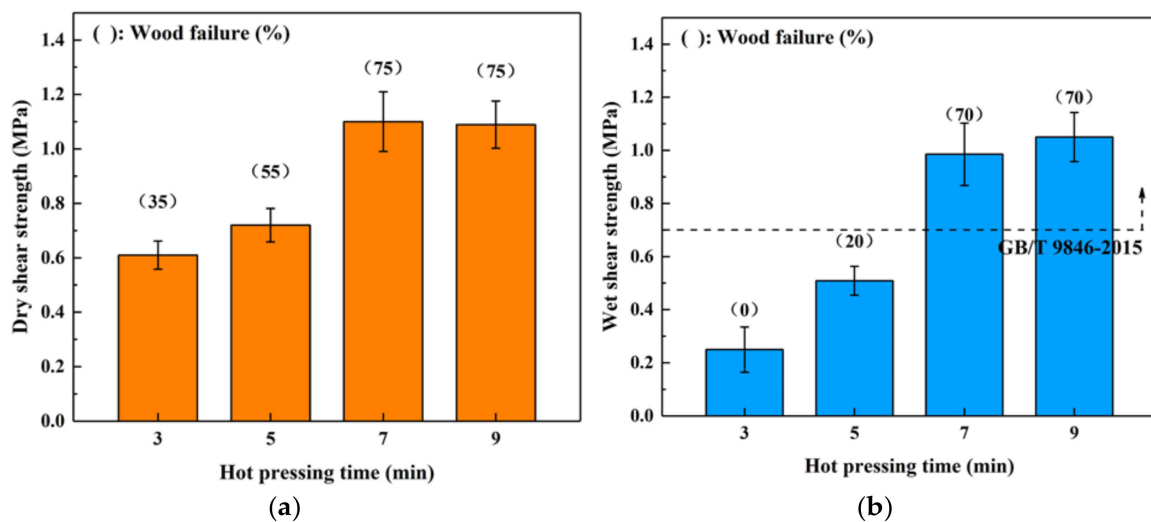 ( ): Wood failure (%)
Dry shear strength (MPa)
1.4
1.2
1.0
0.8
0.6
0.4
0.2
0.0
(35)
(55)
(75)
(75)
3 5 7 9
Hot pressing time (min)
(a)
( ): Wood failure (%)
Wet shear strength (MPa)
1.4
1.2
1.0
0.8
0.6
0.4
0.2
0.0
(0)
(20)
(70)
(70)
GB/T 9846-2015
3 5 7 9
Hot pressing time (min)
(b)